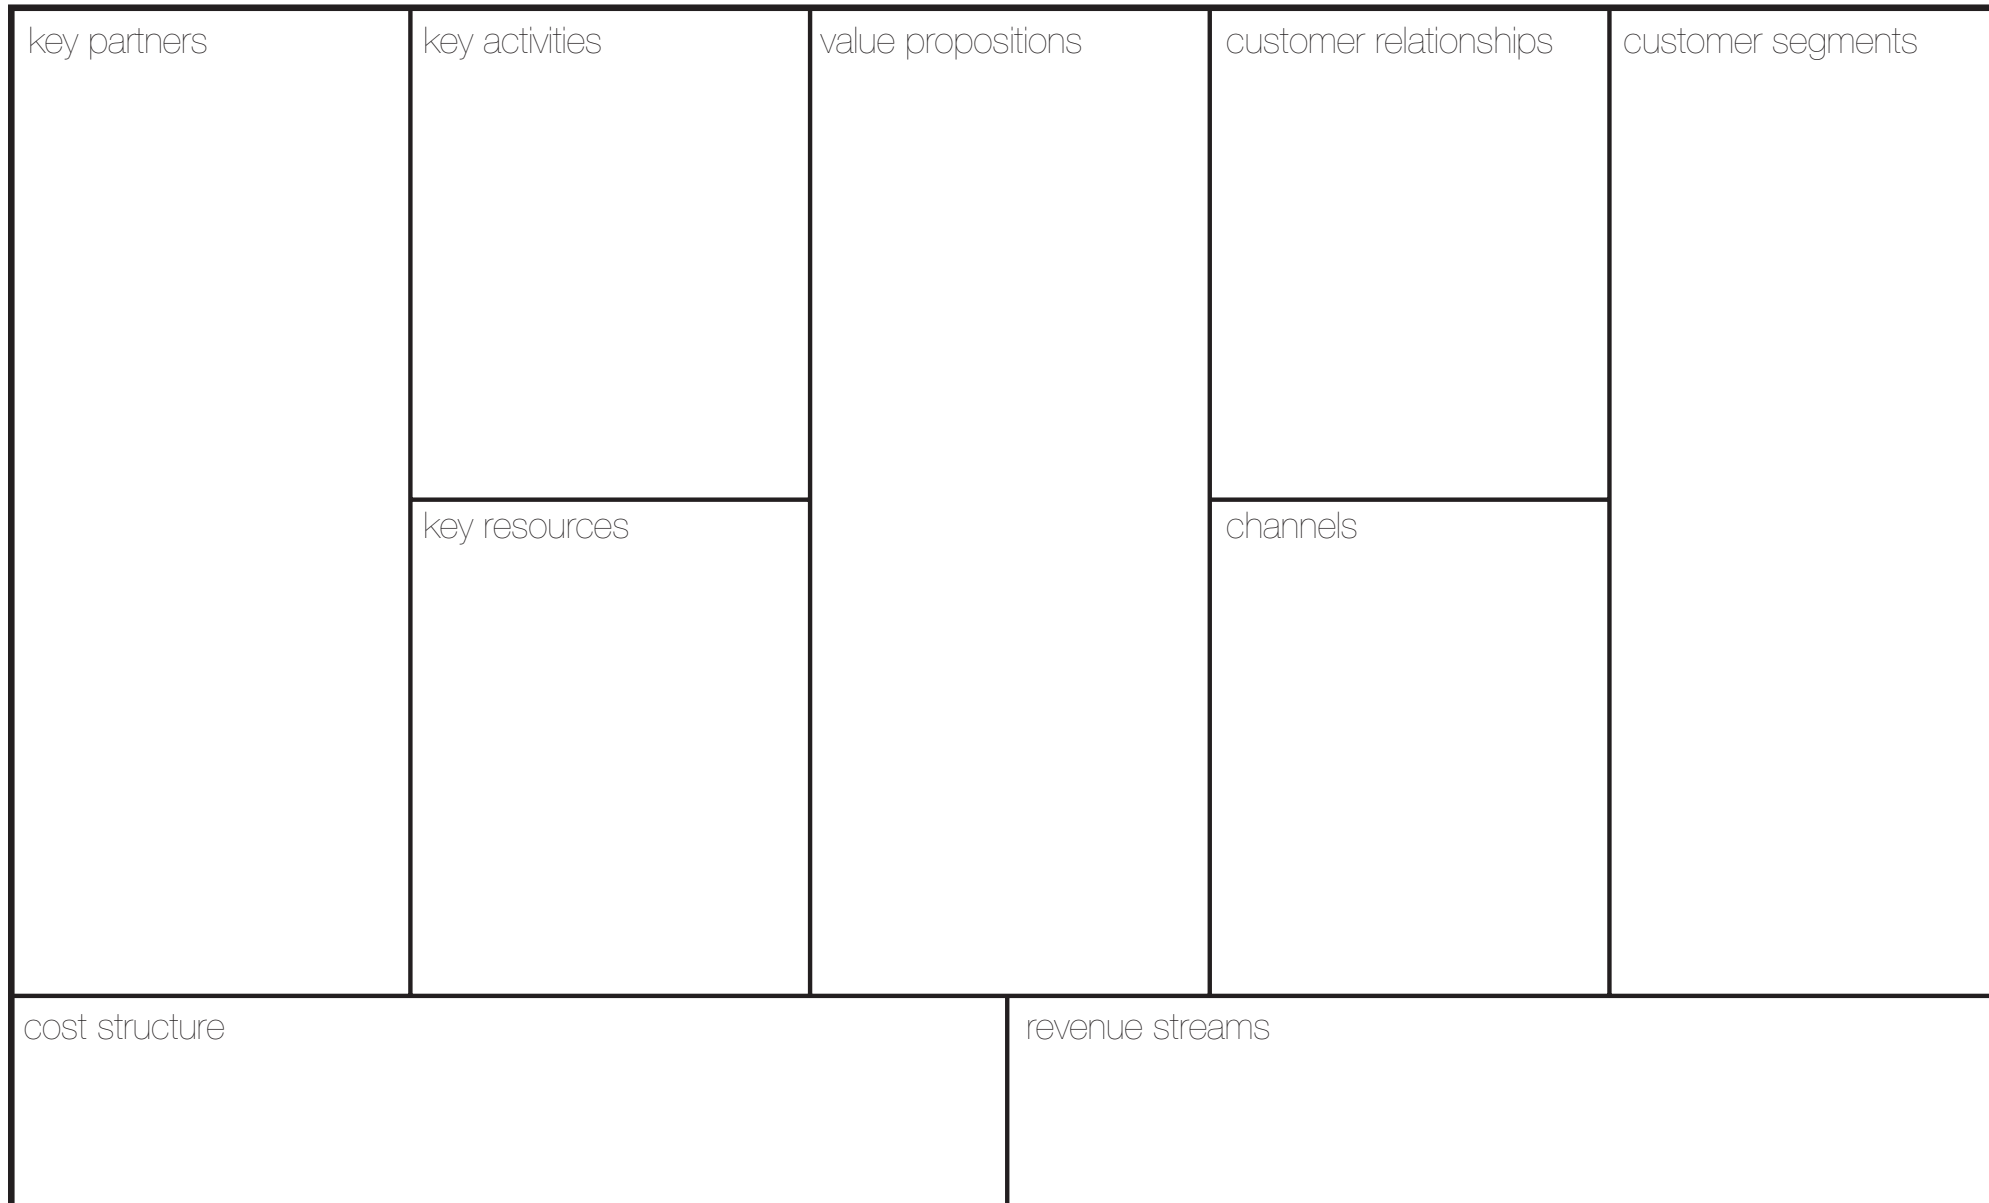 key partners
key activities
value propositions
customer relationships
customer segments
key resources
channels
cost structure
revenue streams